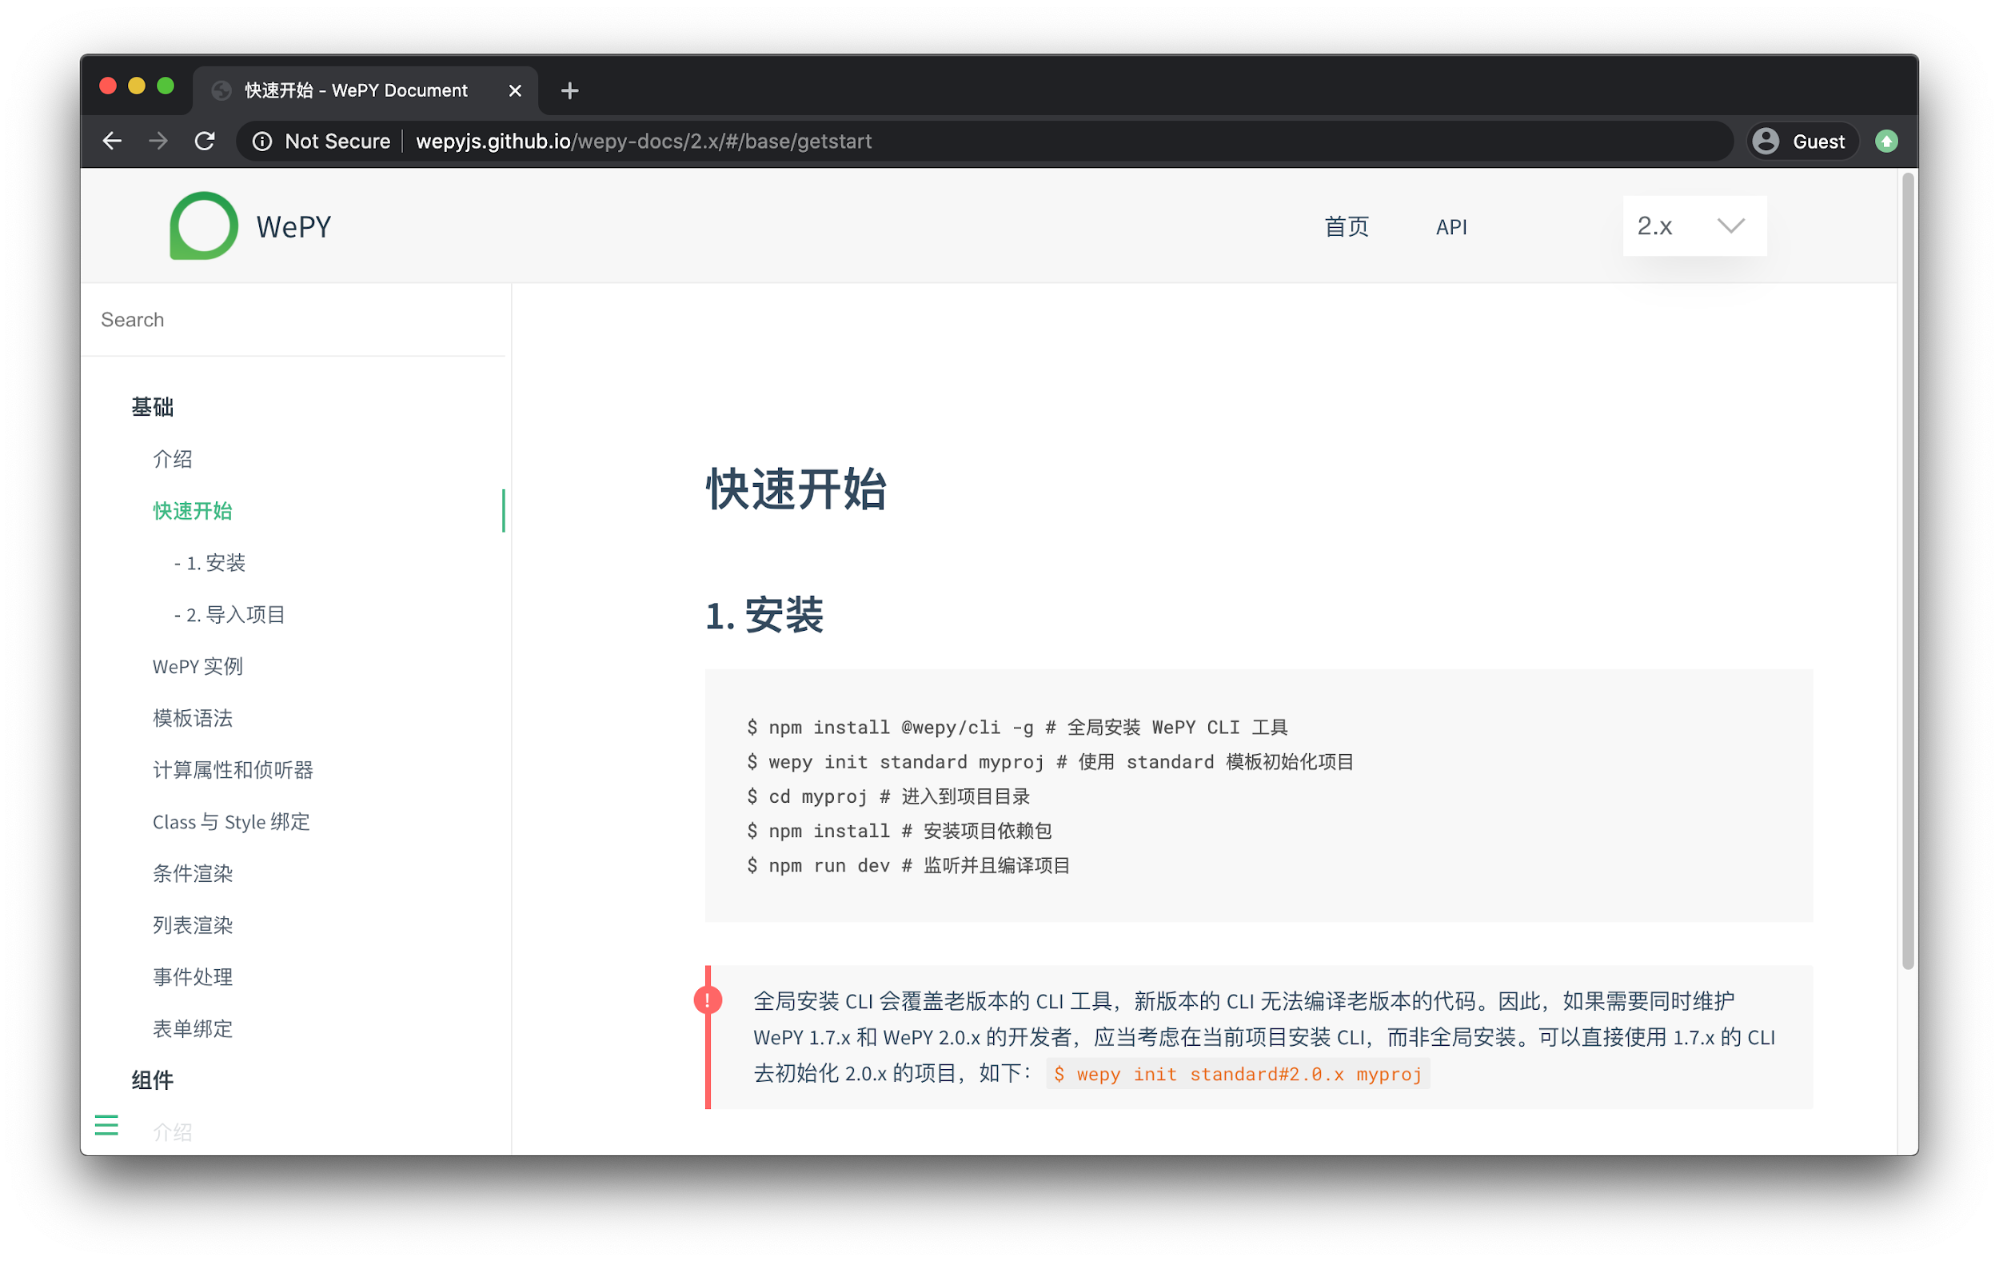 快速开始 - WePY Document
Not Secure
wepyjs.github.io/wepy-docs/2.x/#/base/getstart
Guest
WePY
首页
API
2.x
Search
基础
介绍
快速开始
- 1. 安装
- 2. 导入项目
WePY 实例
模板语法
计算属性和侦听器
Class 与 Style 绑定
条件渲染
列表渲染
事件处理
表单绑定
组件
介绍
快速开始
1. 安装
$ npm install @wepy/cli -g # 全局安装 WePY CLI 工具
$ wepy init standard myproj # 使用 standard 模板初始化项目
$ cd myproj # 进入到项目目录
$ npm install # 安装项目依赖包
$ npm run dev # 监听并且编译项目
!
全局安装 CLI 会覆盖老版本的 CLI 工具，新版本的 CLI 无法编译老版本的代码。因此，如果需要同时维护
WePY 1.7.x 和 WePY 2.0.x 的开发者，应当考虑在当前项目安装 CLI，而非全局安装。可以直接使用 1.7.x 的 CLI
去初始化 2.0.x 的项目，如下： $ wepy init standard#2.0.x myproj